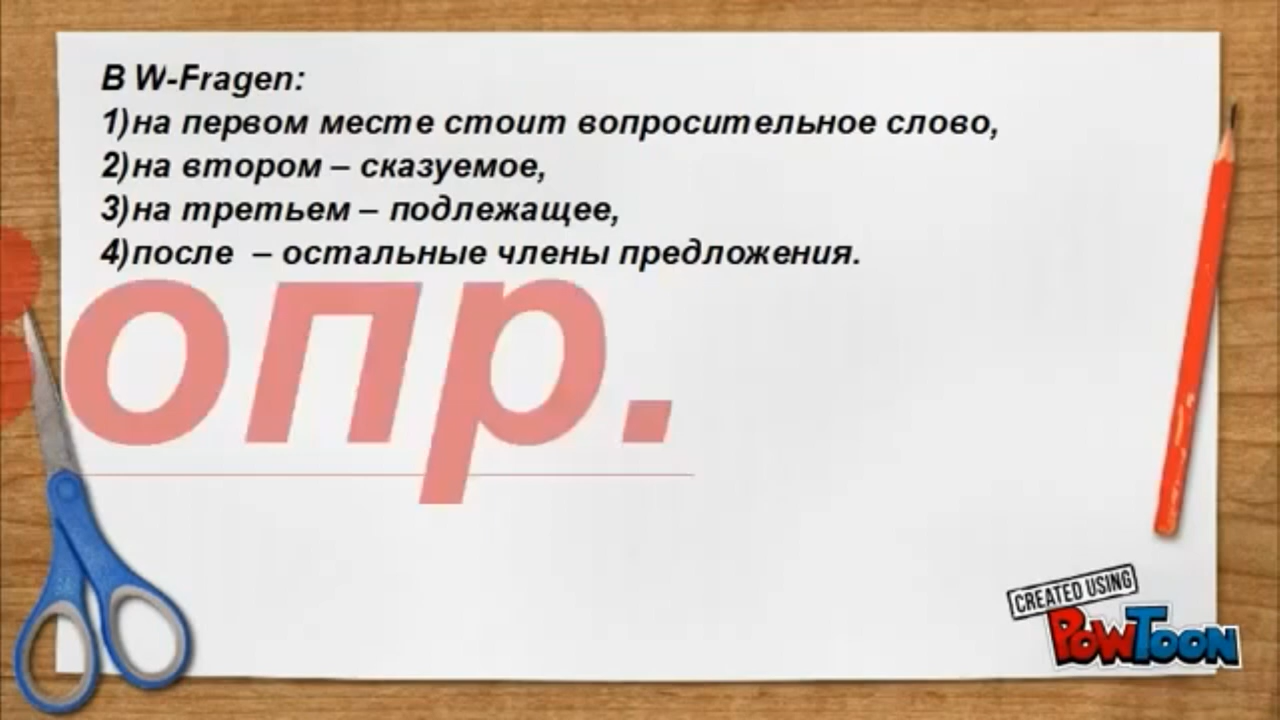 В W-Fragen:
1)на первом месте стоит вопросительное слово,
2)на втором – сказуемое,
3)на третьем – подлежащее,
4)после – остальные члены предложения.
опр.
CREATED USING
POWTOON